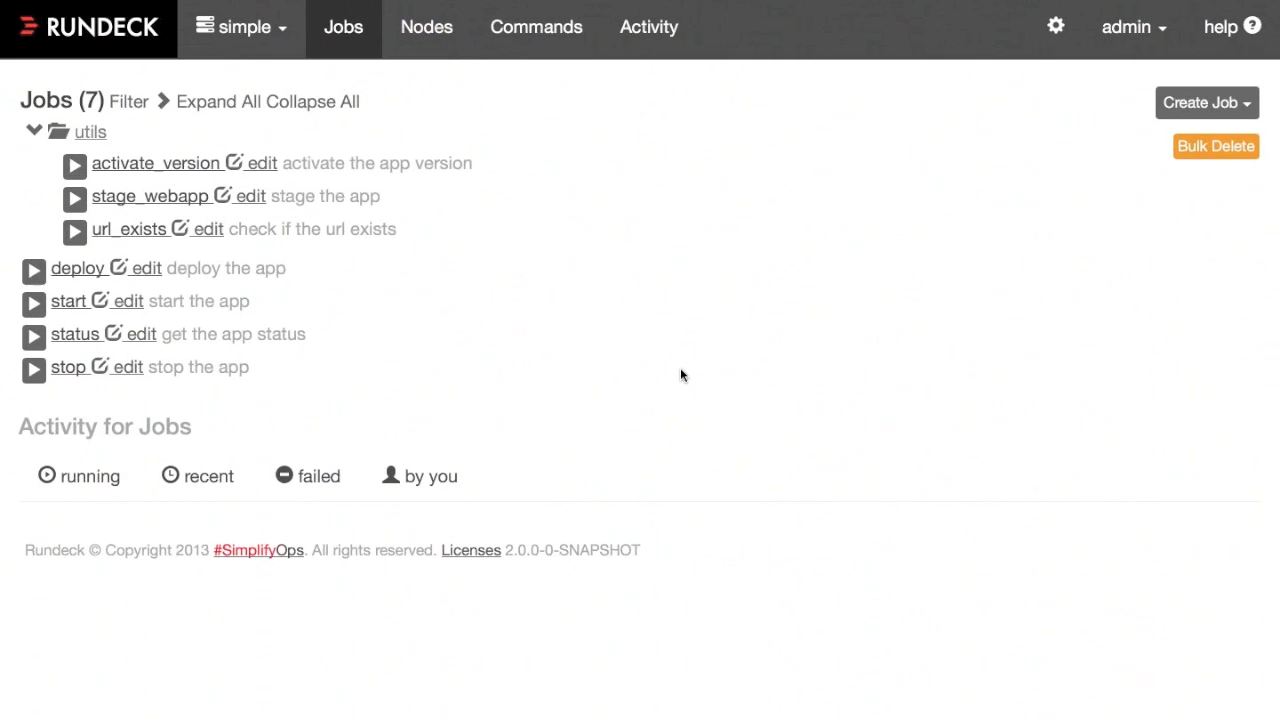 RUNDECK simple Jobs Nodes Commands Activity admin help ?
Jobs (7) Filter Expand All Collapse All
Create Job
utils
Bulk Delete
activate_version edit activate the app version
stage_webapp edit stage the app
url_exists edit check if the url exists
deploy edit deploy the app
start edit start the app
status edit get the app status
stop edit stop the app
Activity for Jobs
running recent failed by you
Rundeck © Copyright 2013 #SimplifyOps. All rights reserved. Licenses 2.0.0-0-SNAPSHOT